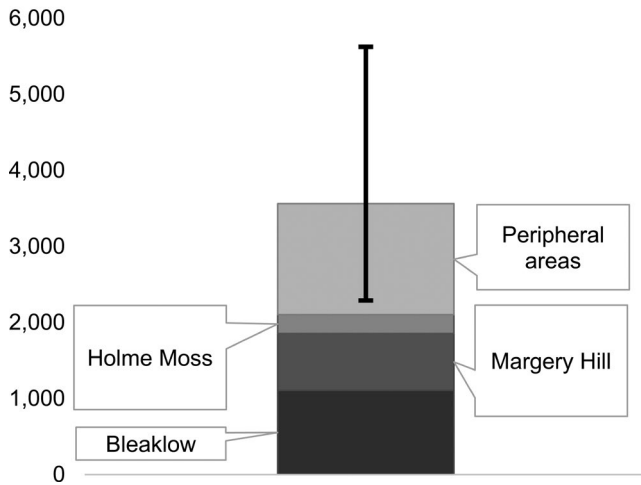 6,000
5,000
4,000
3,000
2,000
1,000
0
Peripheral
areas
Holme Moss
Margery Hill
Bleaklow